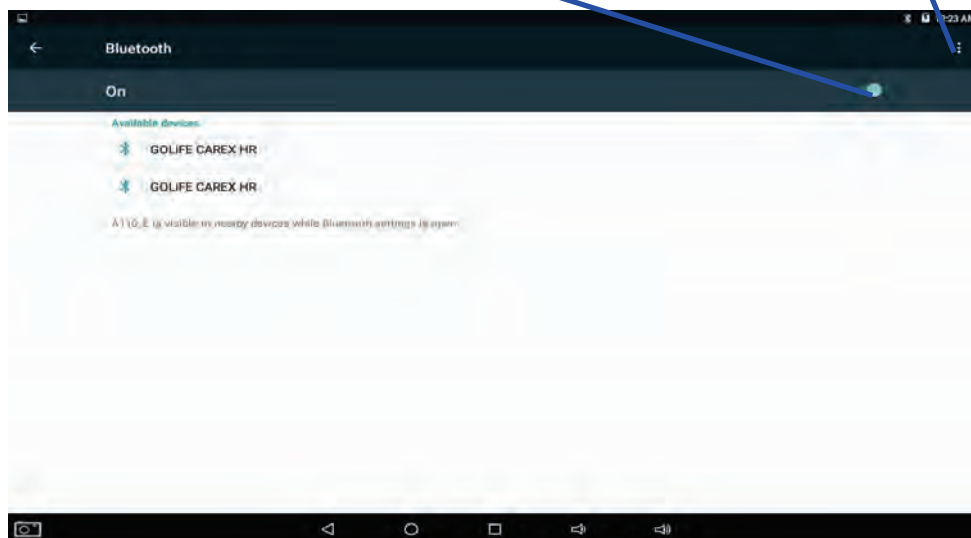 Bluetooth
On
Available devices
GOLiFE CAREX HR
GOLiFE CAREX HR
is visible to nearby devices while Bluetooth settings is open.